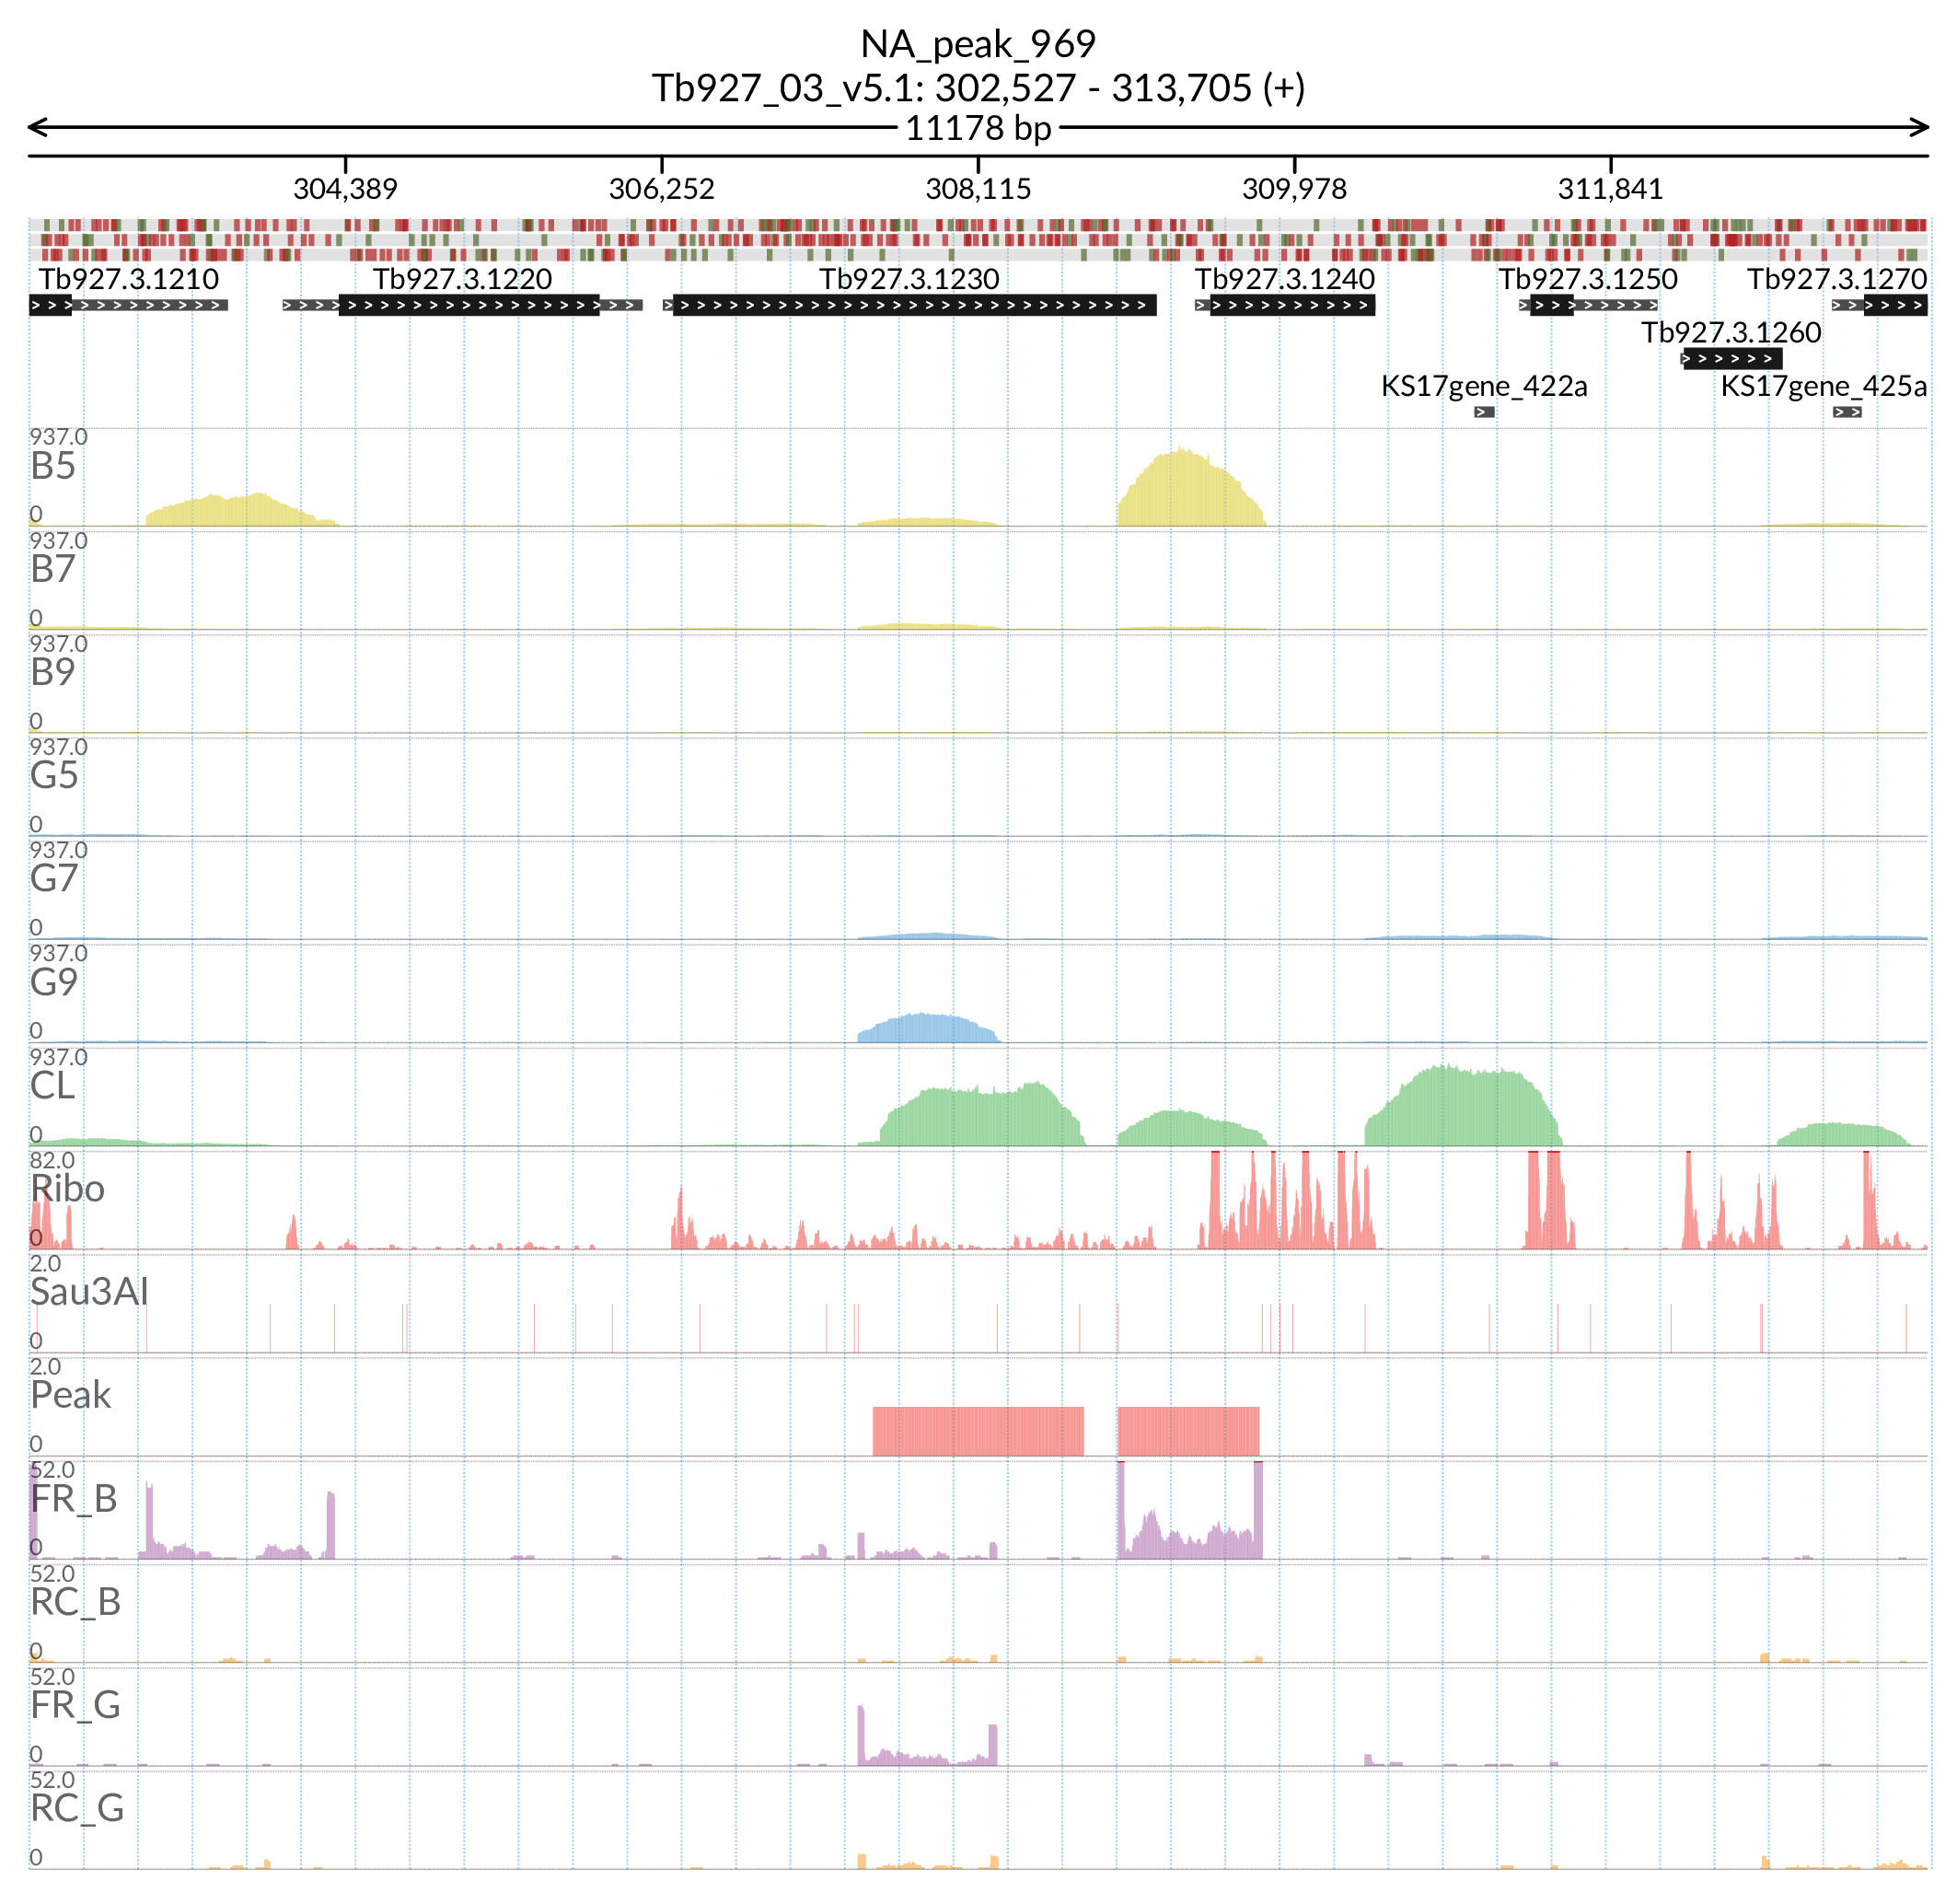 NA_peak_969
Tb927_03_v5.1: 302,527 - 313,705 (+)
11178 bp
304,389 306,252 308,115 309,978 311,841
Tb927.3.1210 Tb927.3.1220 Tb927.3.1230 Tb927.3.1240 Tb927.3.1250 Tb927.3.1270
Tb927.3.1260
KS17gene_422a KS17gene_425a
937.0
B5
0
937.0
B7
0
937.0
B9
0
937.0
G5
0
937.0
G7
0
937.0
G9
0
937.0
CL
0
82.0
Ribo
0
2.0
Sau3AI
0
2.0
Peak
0
52.0
FR_B
0
52.0
RC_B
0
52.0
FR_G
0
52.0
RC_G
0